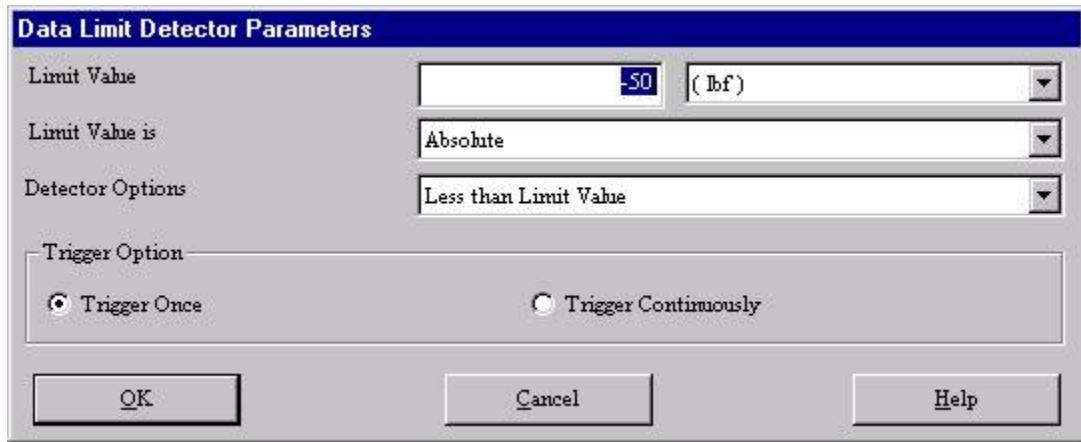 Data Limit Detector Parameters
Limit Value -50 ( lbf )
Limit Value is Absolute
Detector Options Less than Limit Value
Trigger Option
Trigger Once Trigger Continuously
OK Cancel Help